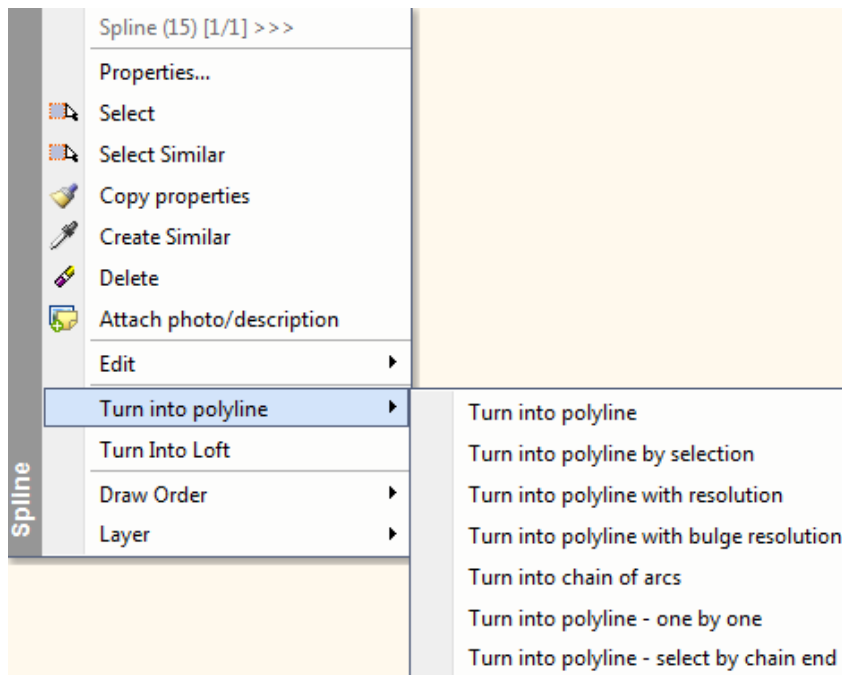 Spline (15) [1/1] >>>
Properties...
Select
Select Similar
Copy properties
Create Similar
Delete
Attach photo/description
Edit
Turn into polyline
Turn Into Loft
Draw Order
Layer
Spline
Turn into polyline
Turn into polyline by selection
Turn into polyline with resolution
Turn into polyline with bulge resolution
Turn into chain of arcs
Turn into polyline - one by one
Turn into polyline - select by chain end